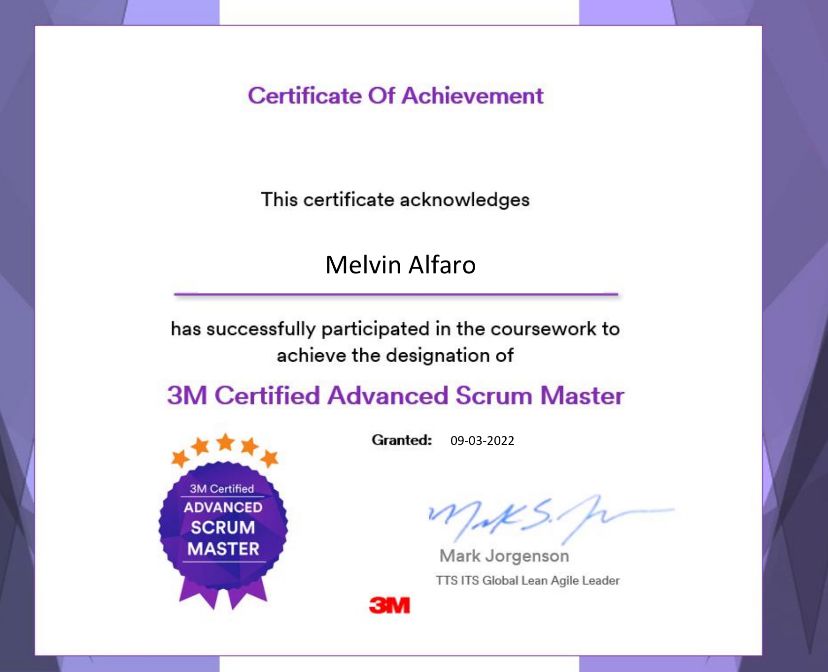 Certificate Of Achievement
This certificate acknowledges
Melvin Alfaro
has successfully participated in the coursework to
achieve the designation of
3M Certified Advanced Scrum Master
Granted: 09-03-2022
3M Certified
ADVANCED
SCRUM
MASTER
Mark Jorgenson
TTS ITS Global Lean Agile Leader
3M